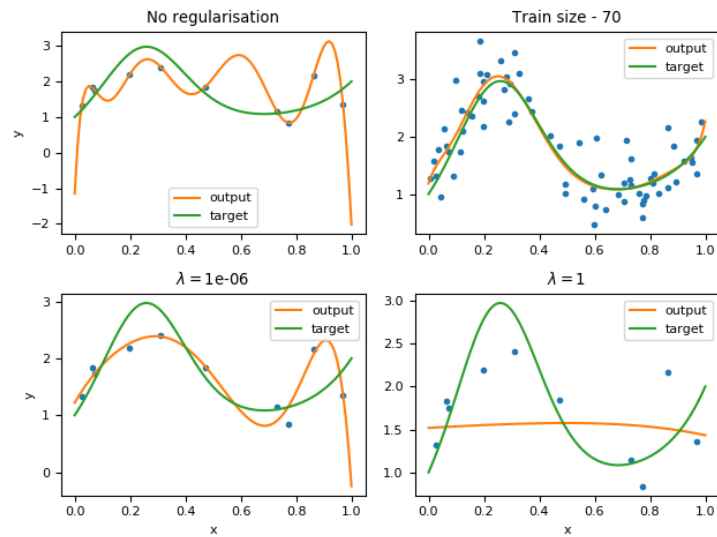 No regularisation
3
2
1
0
−1
−2
y
0.0 0.2 0.4 0.6 0.8 1.0
output
target
Train size - 70
3
2
1
0.0 0.2 0.4 0.6 0.8 1.0
output
target
λ = 1e-06
3
2
1
0
y
0.0 0.2 0.4 0.6 0.8 1.0
x
output
target
λ = 1
3.0
2.5
2.0
1.5
1.0
0.0 0.2 0.4 0.6 0.8 1.0
x
output
target